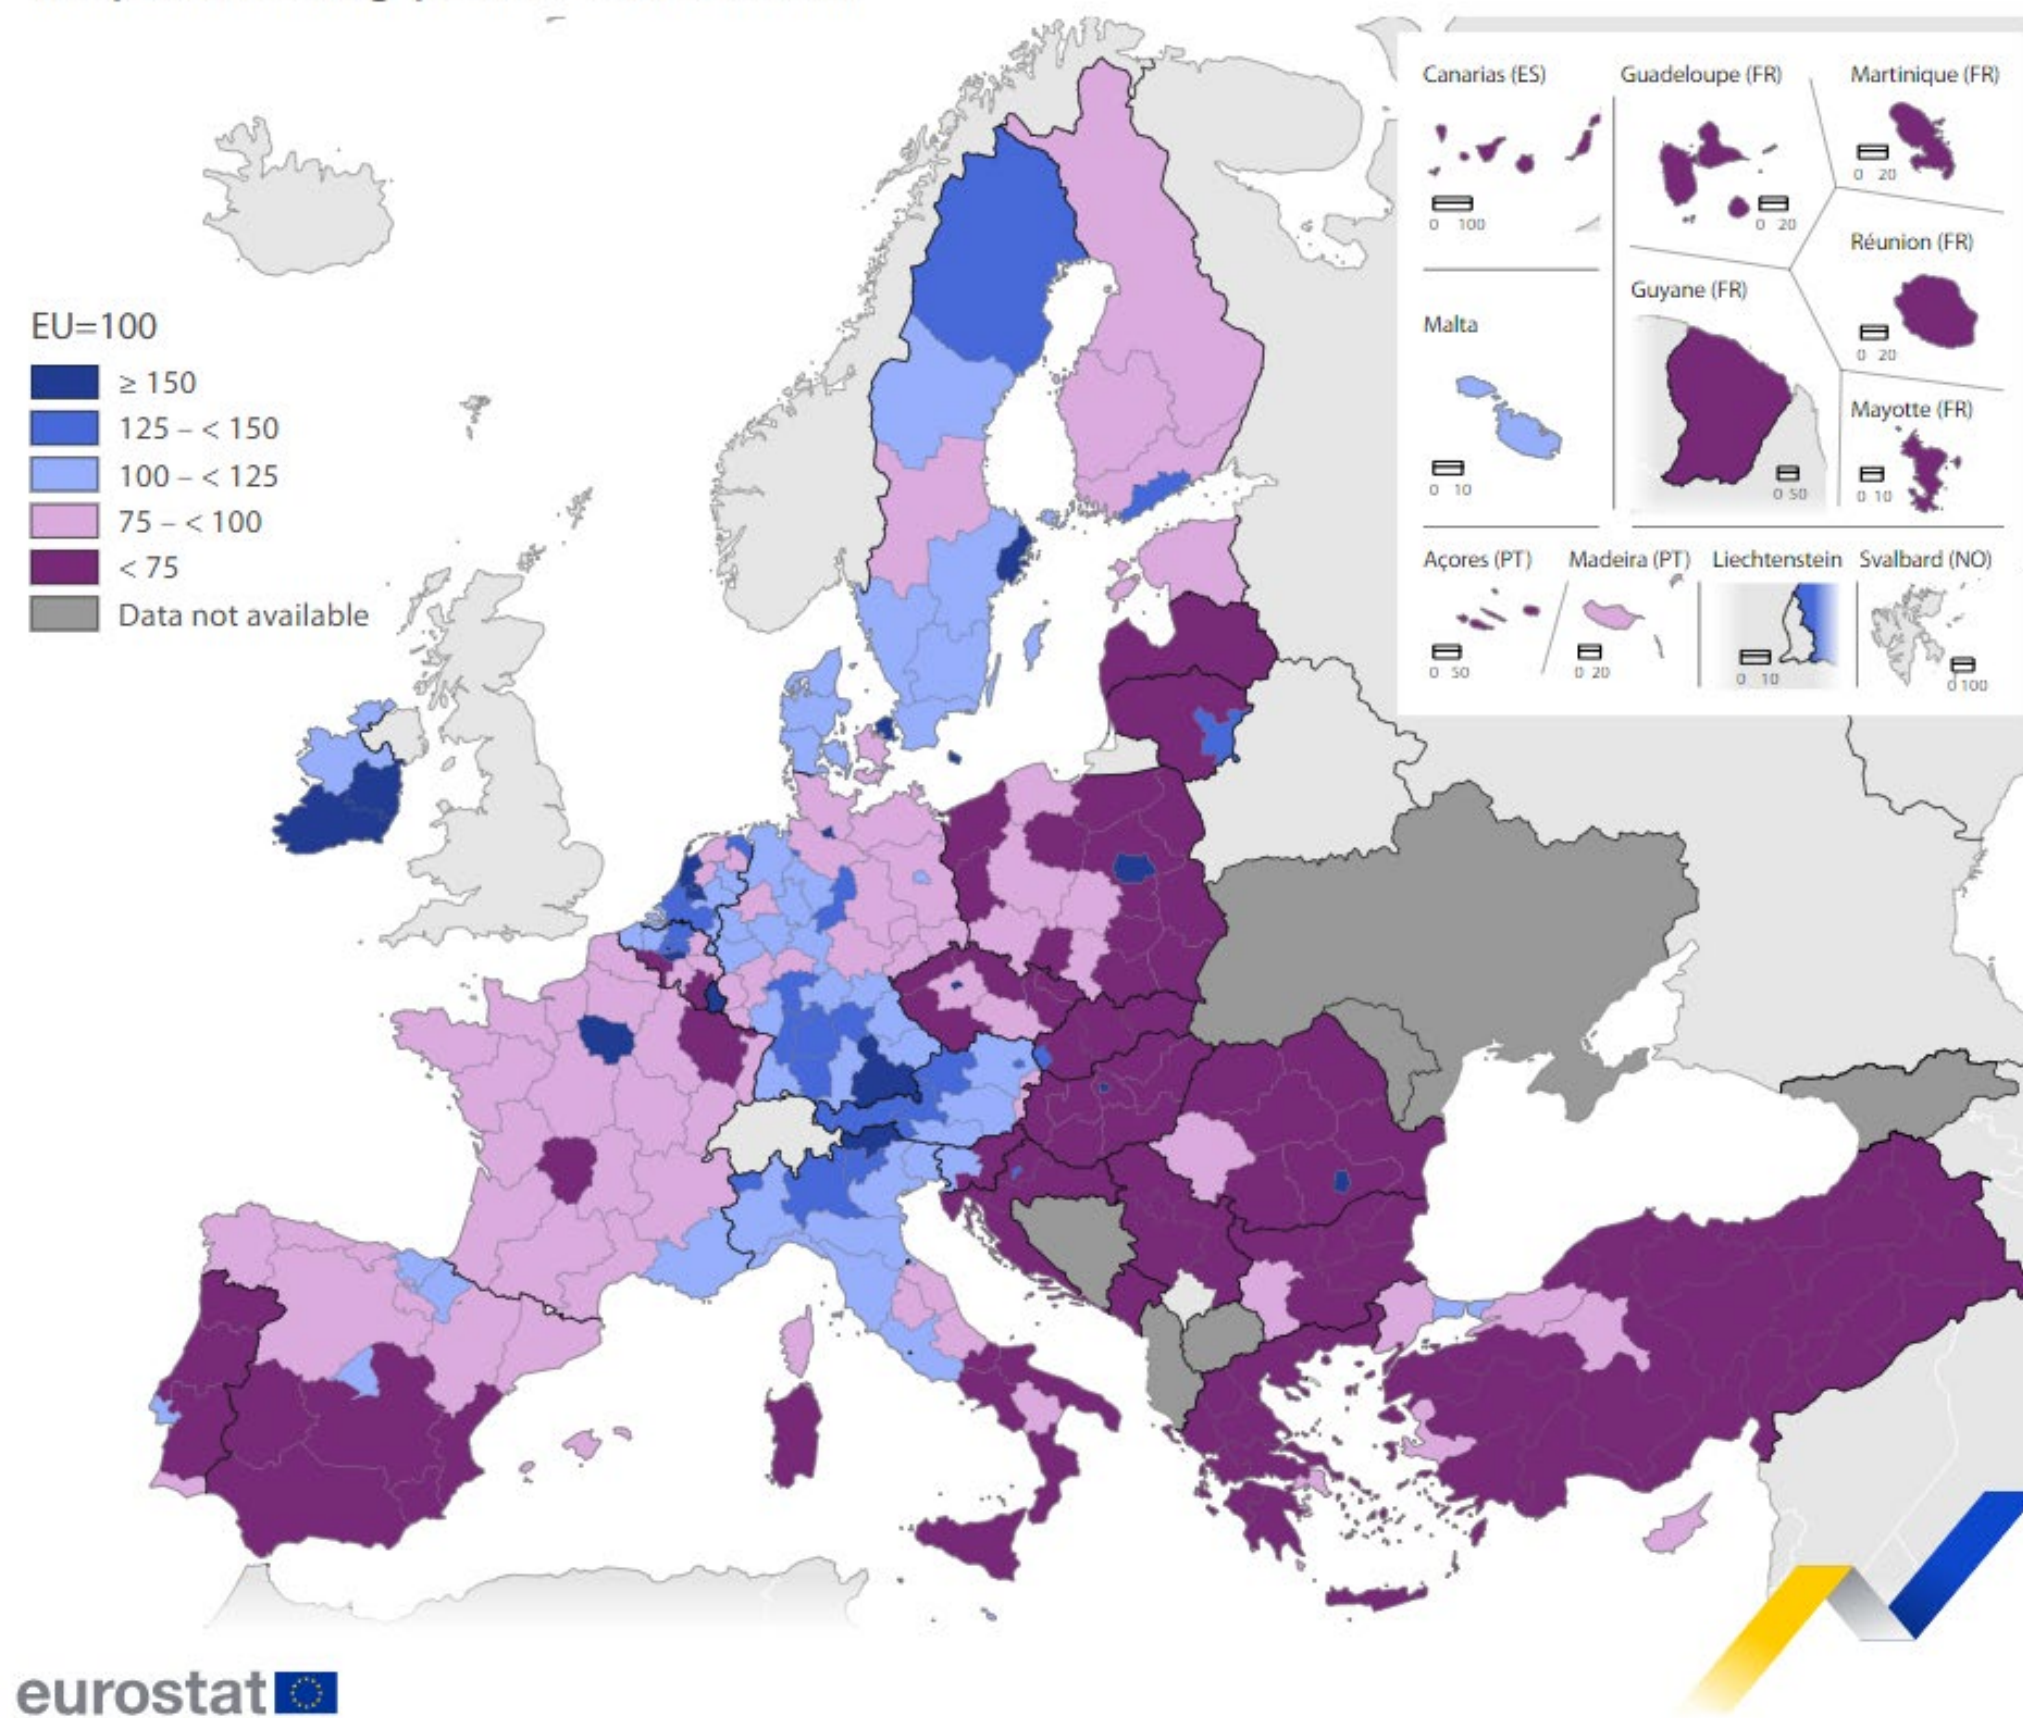 EU=100
≥ 150
125 – < 150
100 – < 125
75 – < 100
< 75
Data not available
Canarias (ES)
0 100
Guadeloupe (FR)
0 20
Martinique (FR)
0 20
Réunion (FR)
0 20
Guyane (FR)
0 50
Malta
0 10
Mayotte (FR)
0 10
Açores (PT)
0 50
Madeira (PT)
0 20
Liechtenstein
0 10
Svalbard (NO)
0 100
eurostat